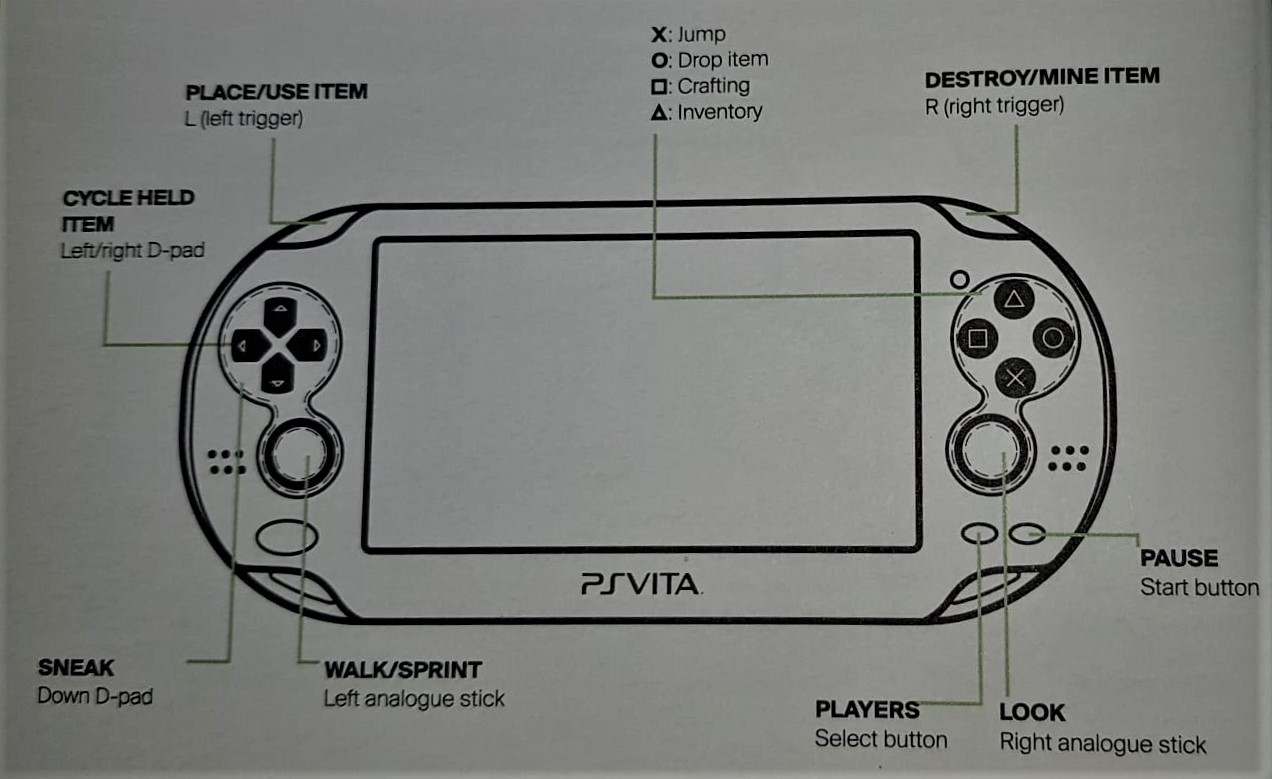 X: Jump
O: Drop item
□: Crafting
△: Inventory
PLACE/USE ITEM
L (left trigger)
DESTROY/MINE ITEM
R (right trigger)
CYCLE HELD
ITEM
Left/right D-pad
PSVITA
PAUSE
Start button
SNEAK
Down D-pad
WALK/SPRINT
Left analogue stick
PLAYERS
Select button
LOOK
Right analogue stick